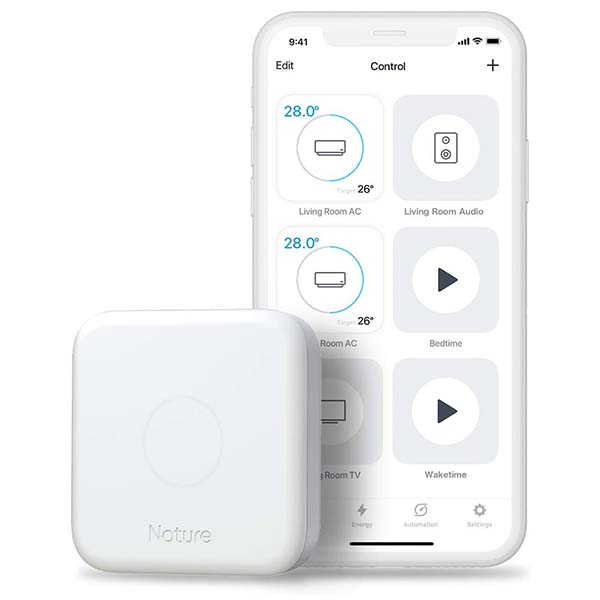 9:41
Edit
Control
+
28.0°
Target 26°
Living Room AC
Living Room Audio
28.0°
Target 26°
Room AC
Bedtime
Room TV
Waketime
Energy
Automation
Settings
Nature